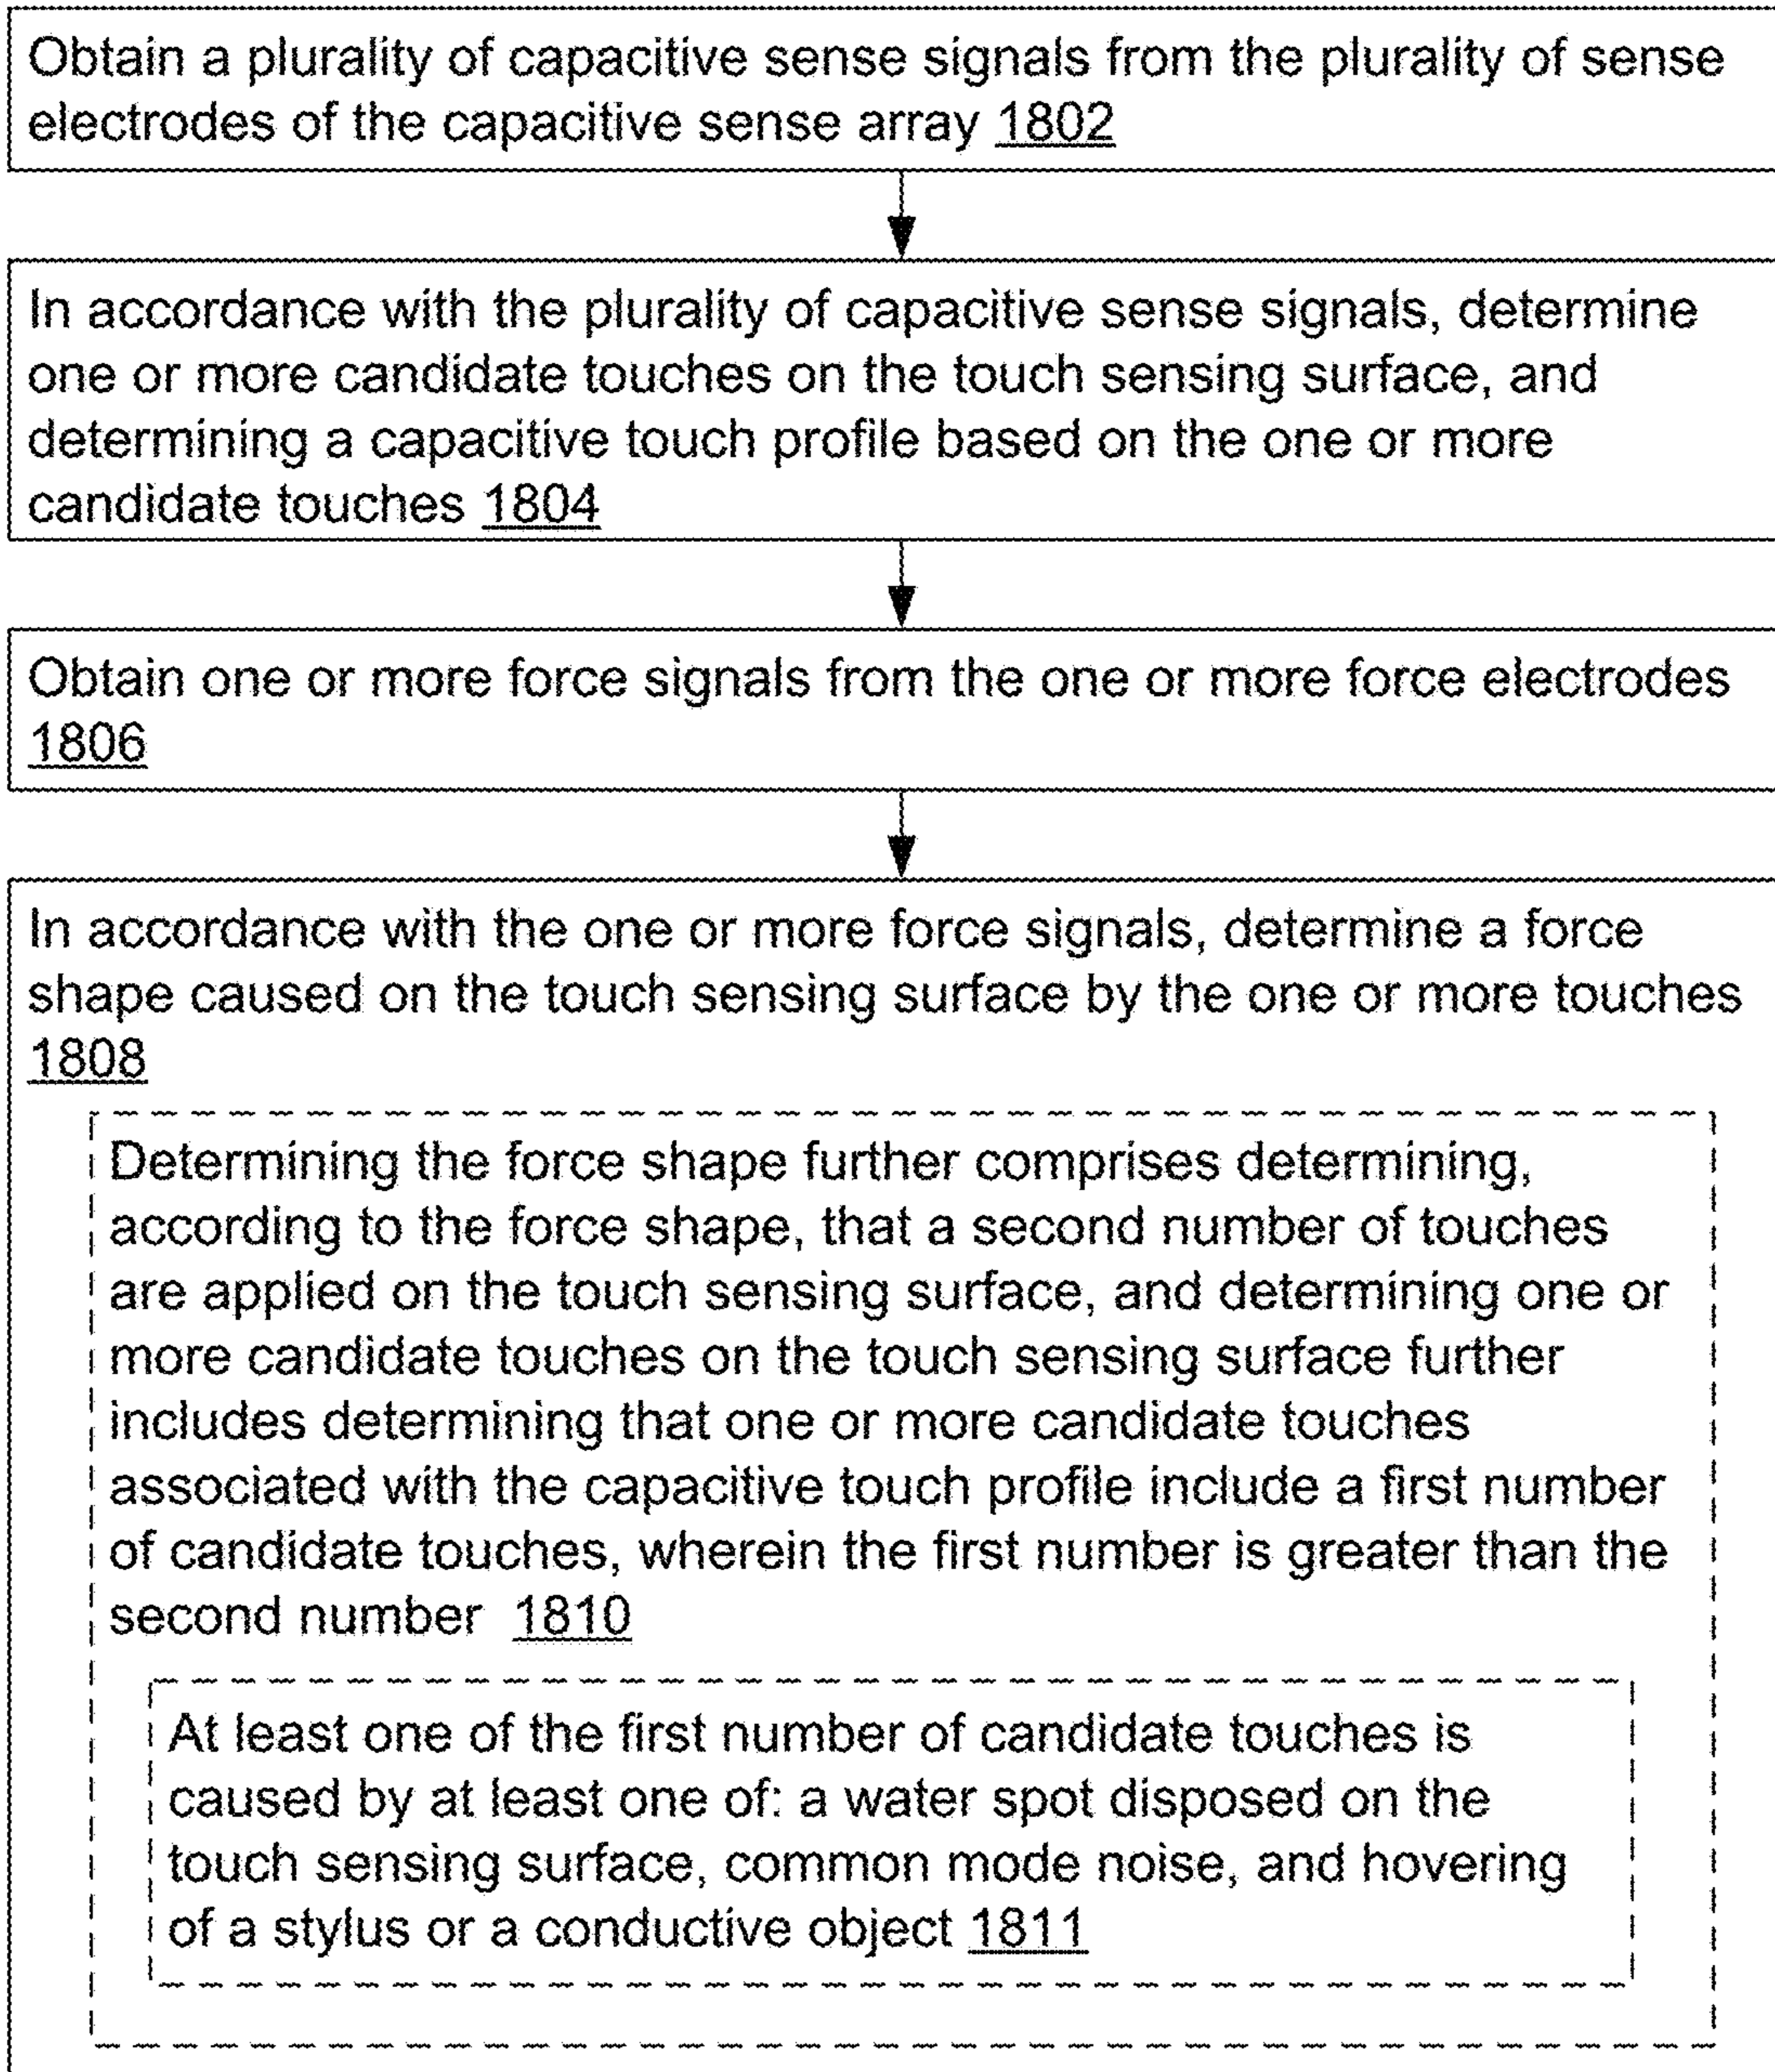 Obtain a plurality of capacitive sense signals from the plurality of sense
electrodes of the capacitive sense array 1802
In accordance with the plurality of capacitive sense signals, determine
one or more candidate touches on the touch sensing surface, and
determining a capacitive touch profile based on the one or more
candidate touches 1804
Obtain one or more force signals from the one or more force electrodes
1806
In accordance with the one or more force signals, determine a force
shape caused on the touch sensing surface by the one or more touches
1808
Determining the force shape further comprises determining,
according to the force shape, that a second number of touches
are applied on the touch sensing surface, and determining one or
more candidate touches on the touch sensing surface further
includes determining that one or more candidate touches
associated with the capacitive touch profile include a first number
of candidate touches, wherein the first number is greater than the
second number 1810
At least one of the first number of candidate touches is
caused by at least one of: a water spot disposed on the
touch sensing surface, common mode noise, and hovering
of a stylus or a conductive object 1811